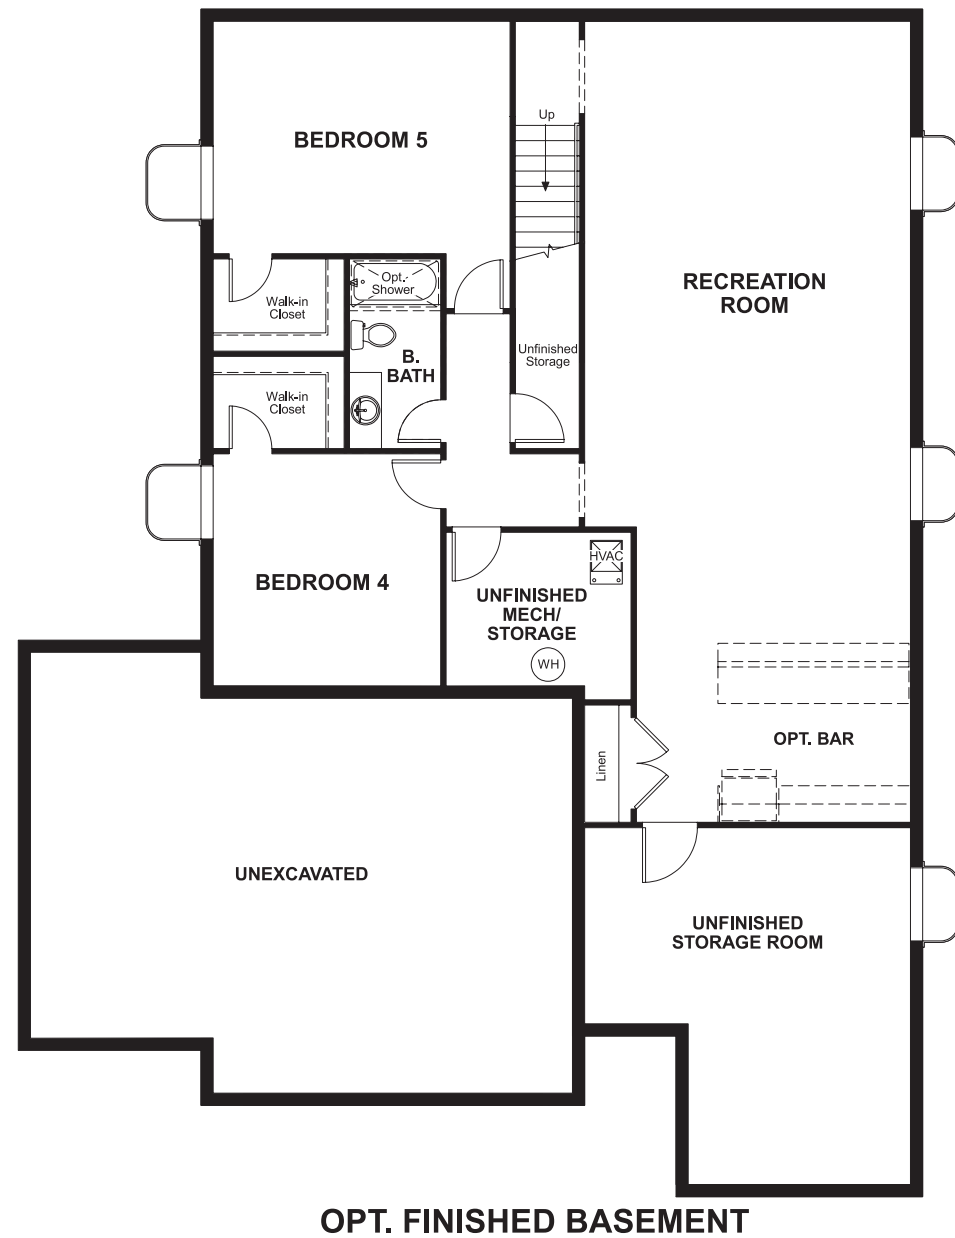 Up
BEDROOM 5
RECREATION
ROOM
Opt.
Shower
Walk-in
Closet
Unfinished
Storage
B.
BATH
Walk-in
Closet
HVAC
BEDROOM 4
UNFINISHED
MECH/
STORAGE
WH
OPT. BAR
Linen
UNEXCAVATED
UNFINISHED
STORAGE ROOM
OPT. FINISHED BASEMENT